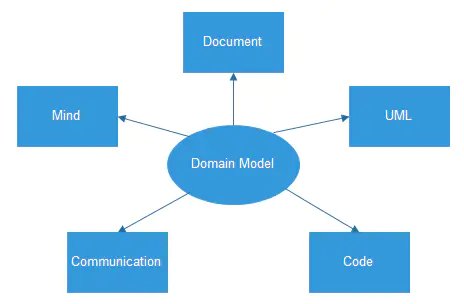 Document
Mind
UML
Domain Model
Communication
Code